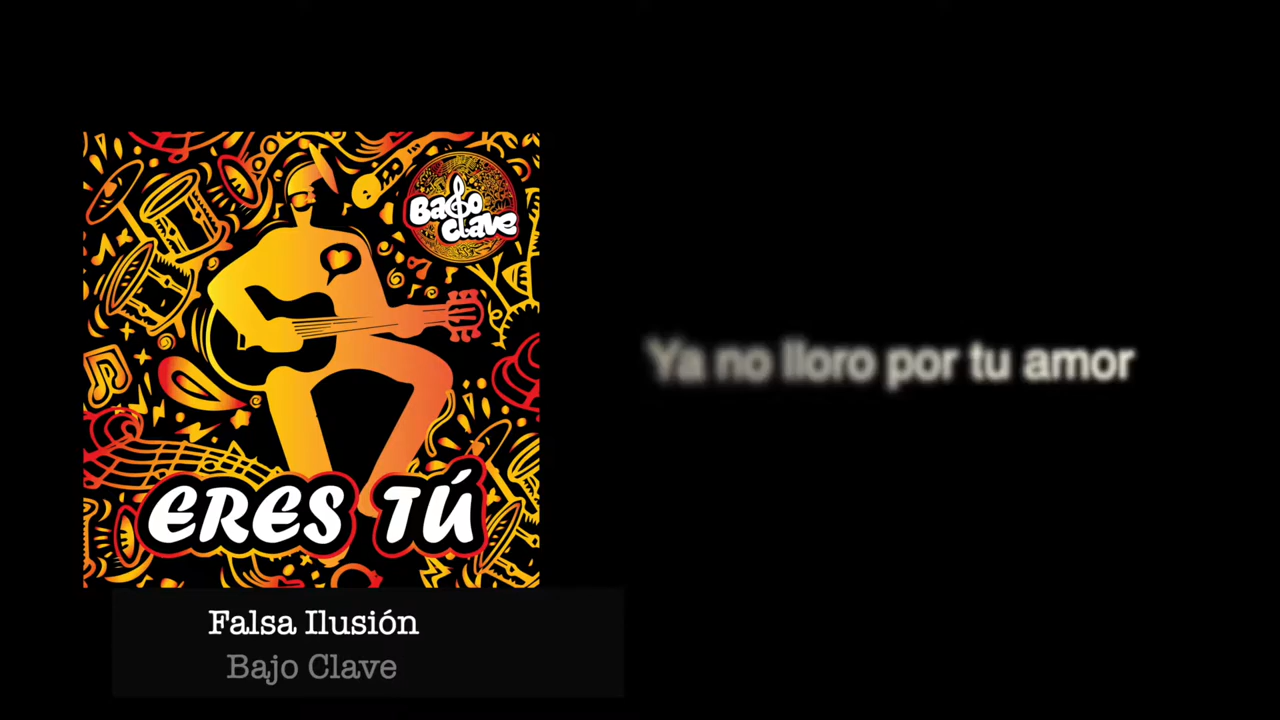 Bajo
Clave
ERES TÚ
Falsa Ilusión
Bajo Clave
Ya no lloro por tu amor